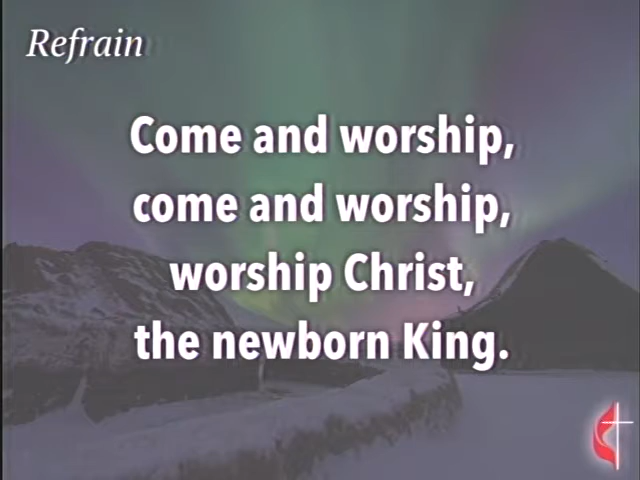 Refrain
Come and worship,
come and worship,
worship Christ,
the newborn King.